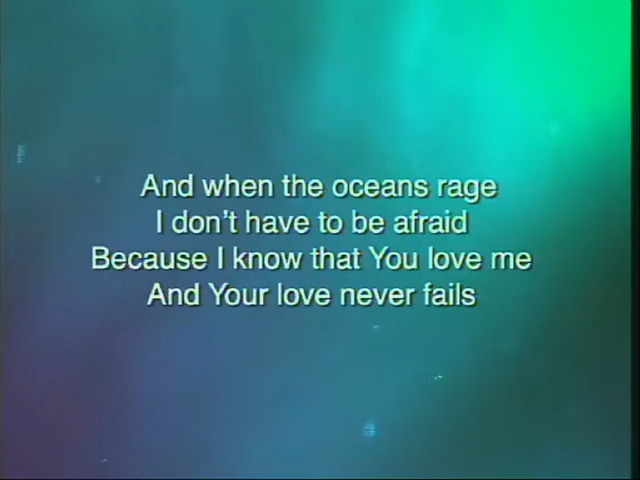 And when the oceans rage
I don't have to be afraid
Because I know that You love me
And Your love never fails